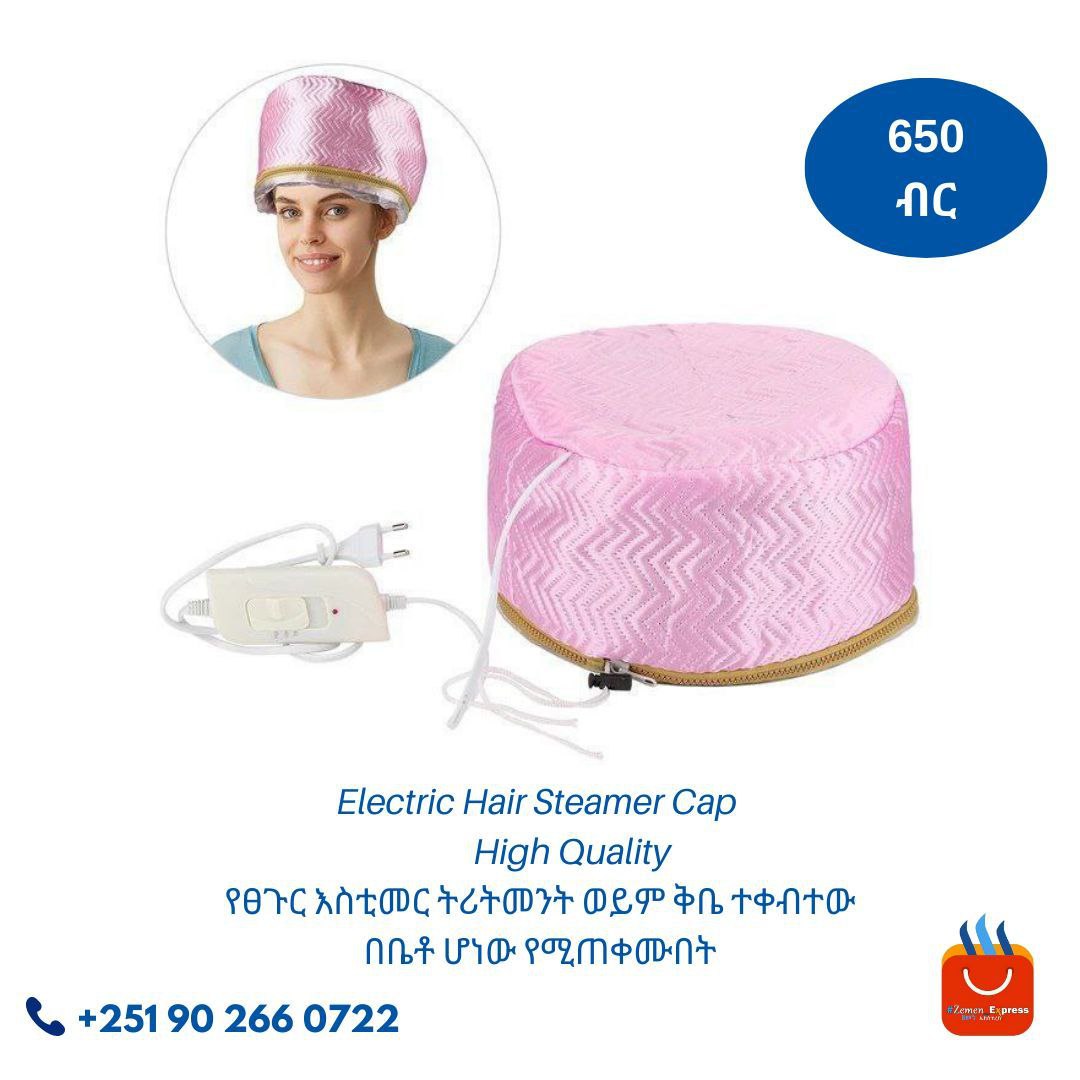 650
ብር
Electric Hair Steamer Cap
High Quality
የፀጉር እስቲመር ትሪትመንት ወይም ቅቤ ተቀብተው
በቤቶ ሆነው የሚጠቀሙበት
+251 90 266 0722
#Zemen Express